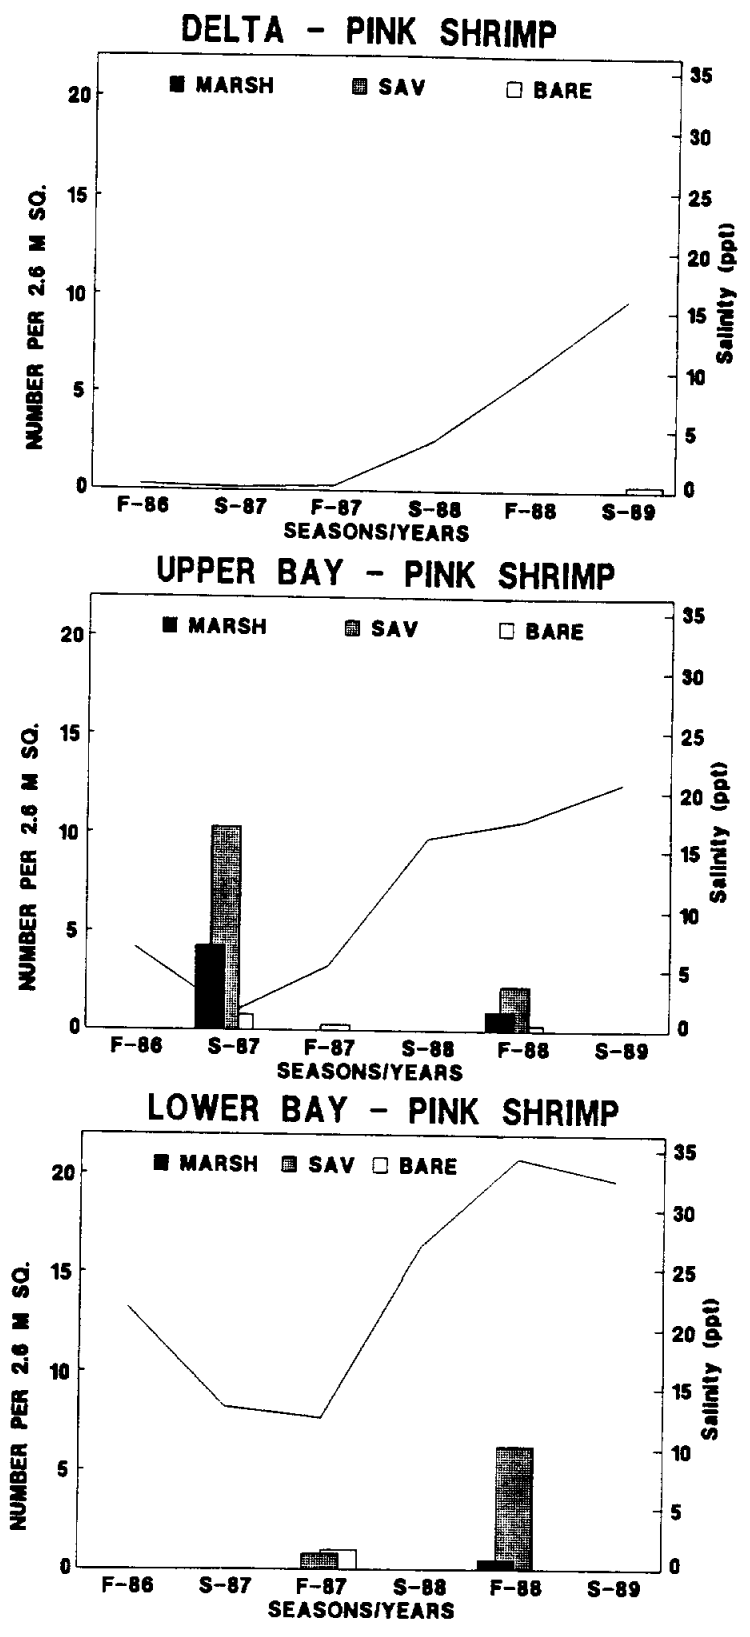 DELTA - PINK SHRIMP
MARSH SAV BARE
20
15
10
5
0
NUMBER PER 2.6 M SQ.
35
30
25
20
15
10
5
0
Salinity (ppt)
F-86 S-87 F-87 S-88 F-88 S-89
SEASONS/YEARS
UPPER BAY - PINK SHRIMP
MARSH SAV BARE
20
15
10
5
0
NUMBER PER 2.6 M SQ.
35
30
25
20
15
10
5
0
Salinity (ppt)
F-86 S-87 F-87 S-88 F-88 S-89
SEASONS/YEARS
LOWER BAY - PINK SHRIMP
MARSH SAV BARE
20
15
10
5
0
NUMBER PER 2.6 M SQ.
35
30
25
20
15
10
5
0
Salinity (ppt)
F-86 S-87 F-87 S-88 F-88 S-89
SEASONS/YEARS